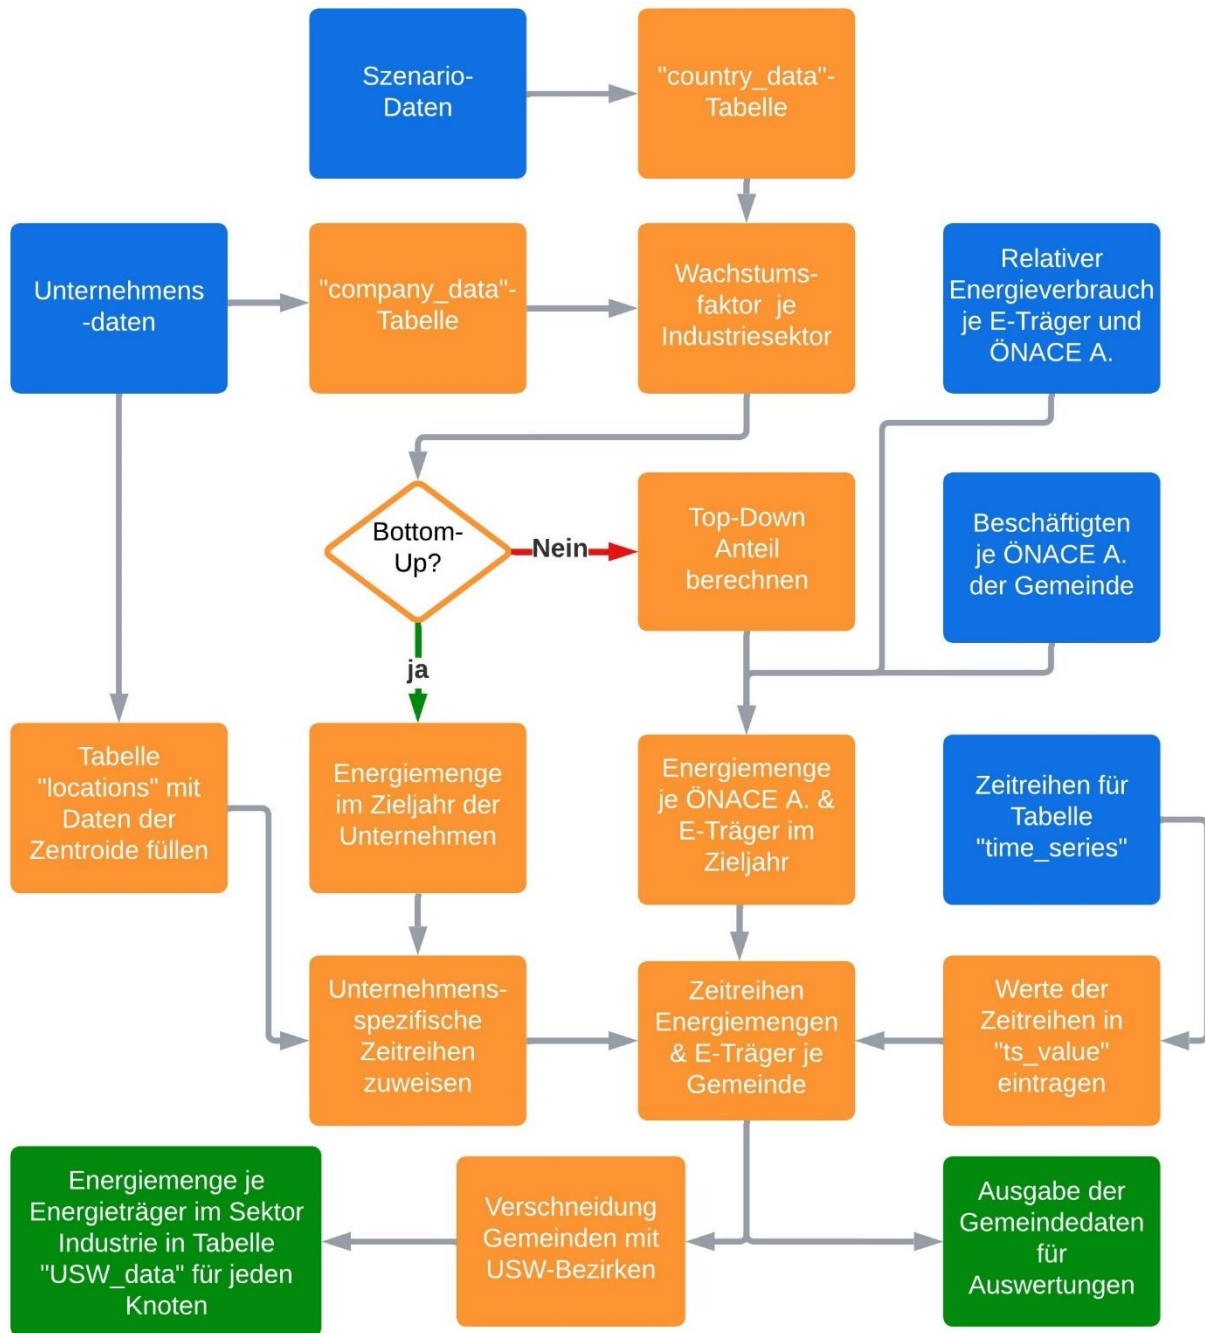 Szenario-
Daten
"country_data"-
Tabelle
Unternehmens
-daten
"company_data"-
Tabelle
Wachstums-
faktor je
Industriesektor
Relativer
Energieverbrauch
je E-Träger und
ÖNACE A.
Bottom-
Up?
Nein
Top-Down
Anteil
berechnen
Beschäftigten
je ÖNACE A.
der Gemeinde
ja
Tabelle
"locations" mit
Daten der
Zentroide füllen
Energiemenge
im Zieljahr der
Unternehmen
Energiemenge
je ÖNACE A. &
E-Träger im
Zieljahr
Zeitreihen für
Tabelle
"time_series"
Unternehmens-
spezifische
Zeitreihen
zuweisen
Zeitreihen
Energiemengen
& E-Träger je
Gemeinde
Werte der
Zeitreihen in
"ts_value"
eintragen
Energiemenge je
Energieträger im Sektor
Industrie in Tabelle
"USW_data" für jeden
Knoten
Verschneidung
Gemeinden mit
USW-Bezirken
Ausgabe der
Gemeindedaten
für
Auswertungen